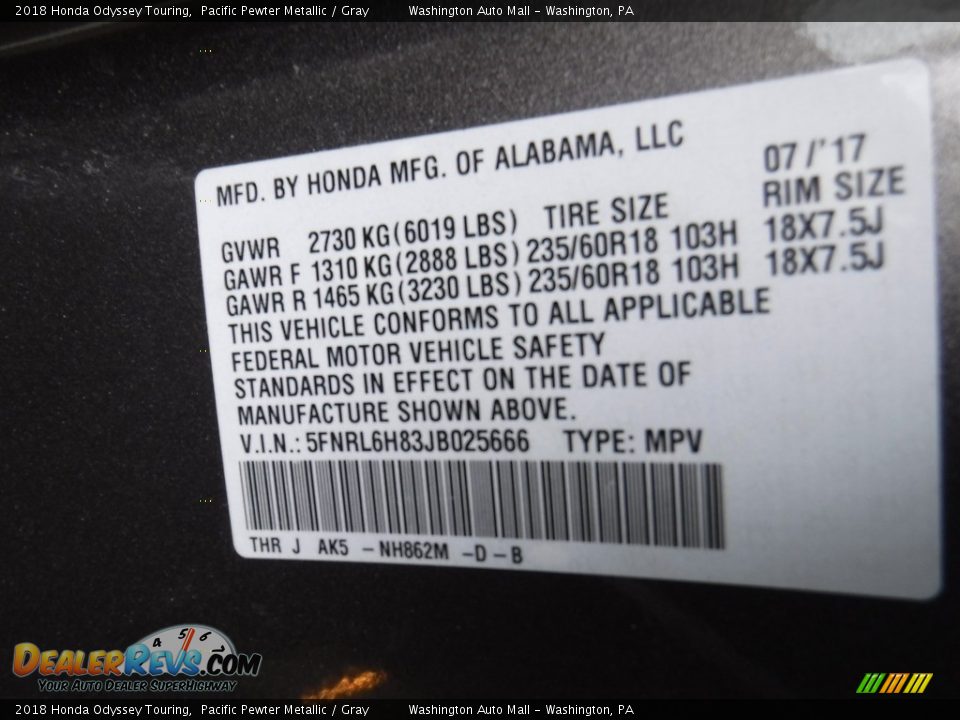 2018 Honda Odyssey Touring, Pacific Pewter Metallic / Gray Washington Auto Mall - Washington, PA
MFD. BY HONDA MFG. OF ALABAMA, LLC 07 /'17
GVWR 2730 KG(6019 LBS) TIRE SIZE RIM SIZE
GAWR F 1310 KG(2888 LBS) 235/60R18 103H 18X7.5J
GAWR R 1465 KG(3230 LBS) 235/60R18 103H 18X7.5J
THIS VEHICLE CONFORMS TO ALL APPLICABLE
FEDERAL MOTOR VEHICLE SAFETY
STANDARDS IN EFFECT ON THE DATE OF
MANUFACTURE SHOWN ABOVE.
V.I.N.: 5FNRL6H83JB025666 TYPE: MPV
THR J AK5 -NH862M -D-B
4 5 6
DEALERREVS.COM
YOUR AUTO DEALER SUPERHIGHWAY
2018 Honda Odyssey Touring, Pacific Pewter Metallic / Gray Washington Auto Mall - Washington, PA